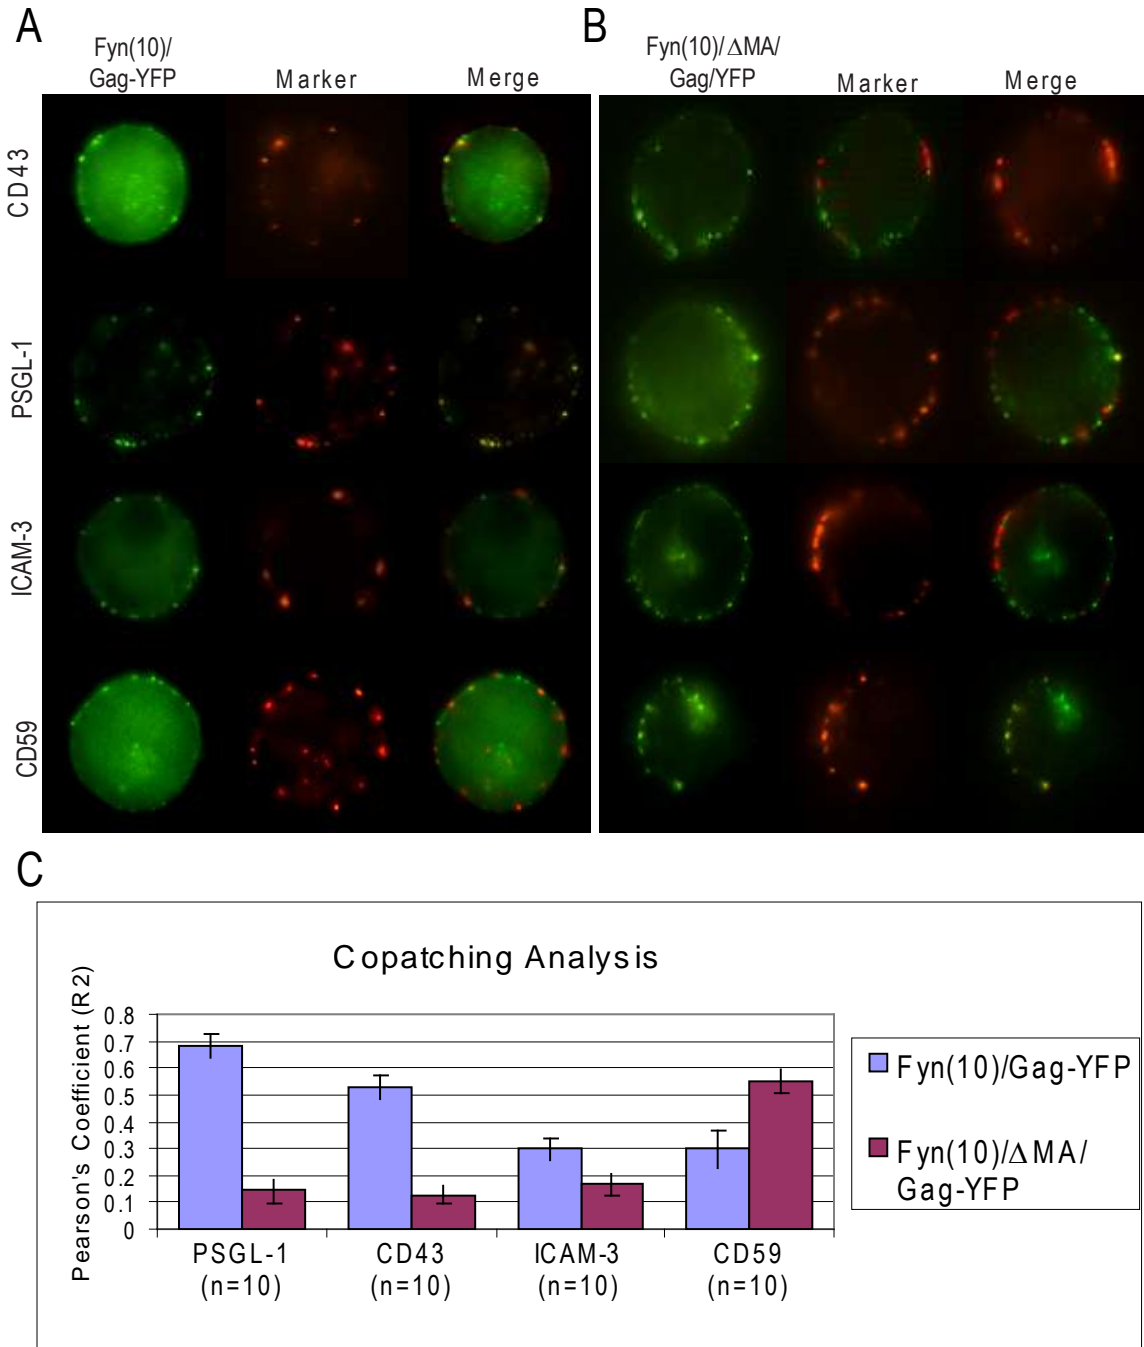 A
Fyn(10)/
Gag-YFP
Marker
Merge
CD43
PSGL-1
ICAM-3
CD59
B
Fyn(10)/ΔMA/
Gag/YFP
Marker
Merge
C
Copatching Analysis
Pearson's Coefficient (R2)
0.8
0.7
0.6
0.5
0.4
0.3
0.2
0.1
0
PSGL-1
(n=10)
CD43
(n=10)
ICAM-3
(n=10)
CD59
(n=10)
Fyn(10)/Gag-YFP
Fyn(10)/ΔMA/
Gag-YFP